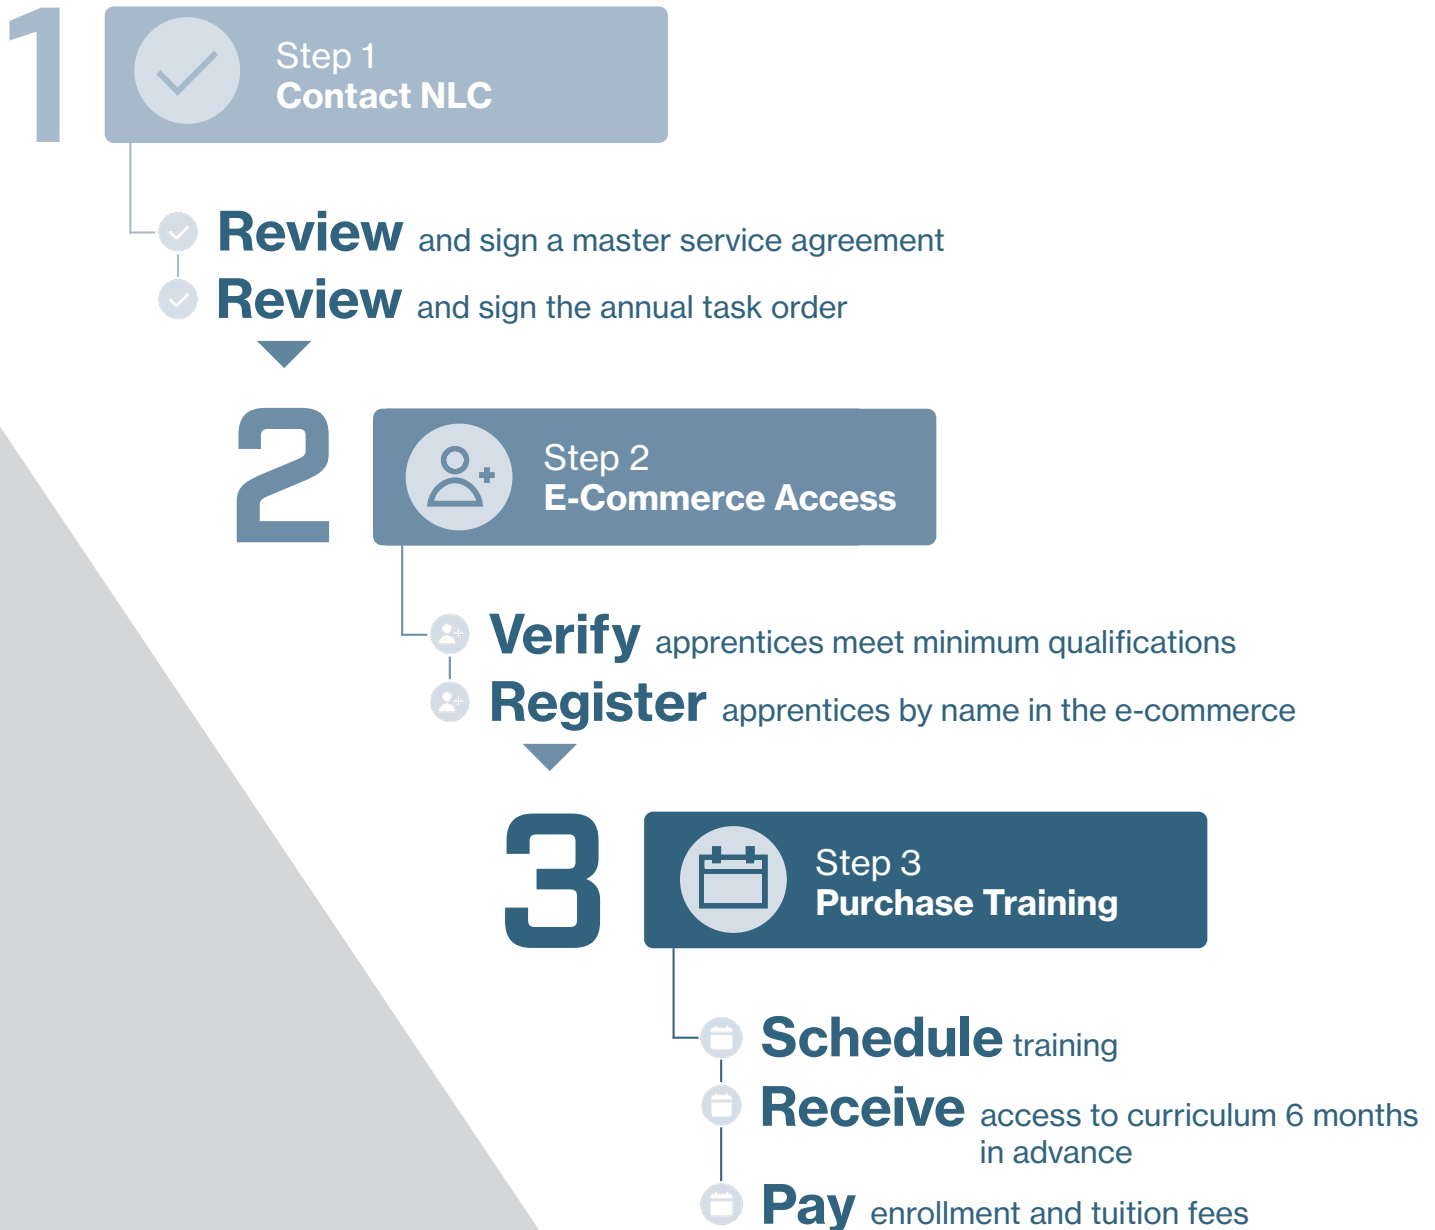 1
Step 1
Contact NLC
Review and sign a master service agreement
Review and sign the annual task order
2
Step 2
E-Commerce Access
Verify apprentices meet minimum qualifications
Register apprentices by name in the e-commerce
3
Step 3
Purchase Training
Schedule training
Receive access to curriculum 6 months
in advance
Pay enrollment and tuition fees